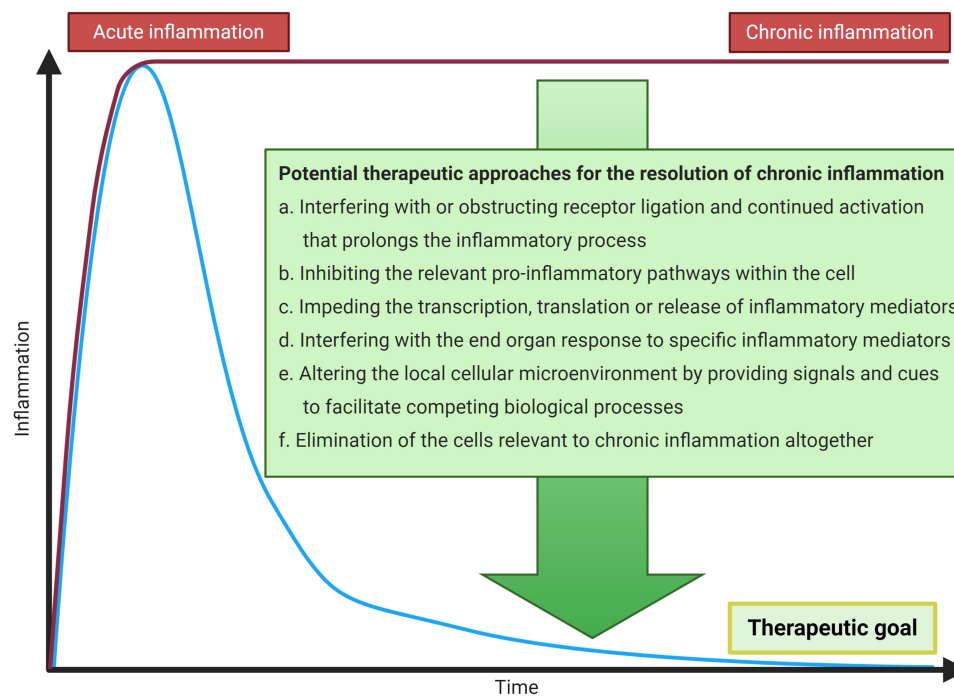 Acute inflammation
Chronic inflammation
Potential therapeutic approaches for the resolution of chronic inflammation
a. Interfering with or obstructing receptor ligation and continued activation
that prolongs the inflammatory process
b. Inhibiting the relevant pro-inflammatory pathways within the cell
c. Impeding the transcription, translation or release of inflammatory mediators
d. Interfering with the end organ response to specific inflammatory mediators
e. Altering the local cellular microenvironment by providing signals and cues
to facilitate competing biological processes
f. Elimination of the cells relevant to chronic inflammation altogether
Inflammation
Therapeutic goal
Time